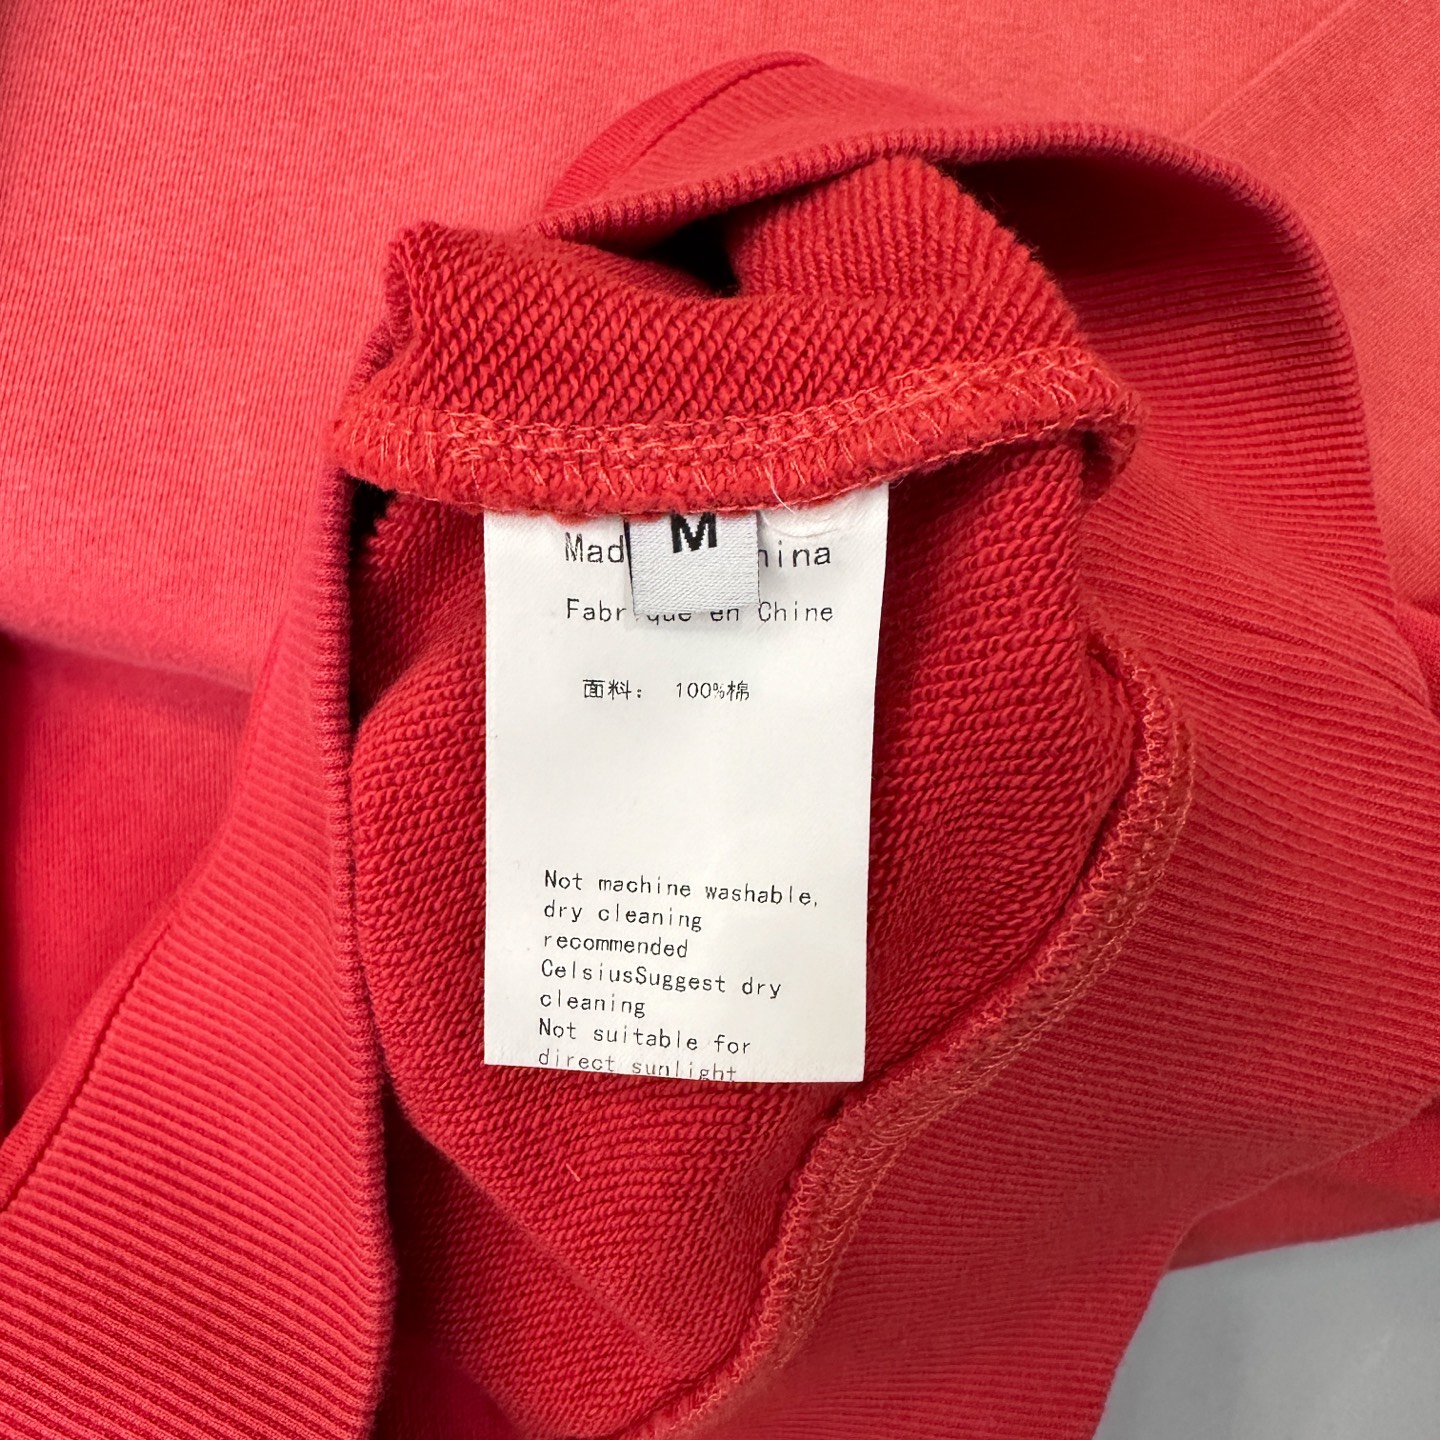 M
Mad hina
Fabrique en Chine
面料： 100%棉
Not machine washable,
dry cleaning
recommended
CelsiusSuggest dry
cleaning
Not suitable for
direct sunlight